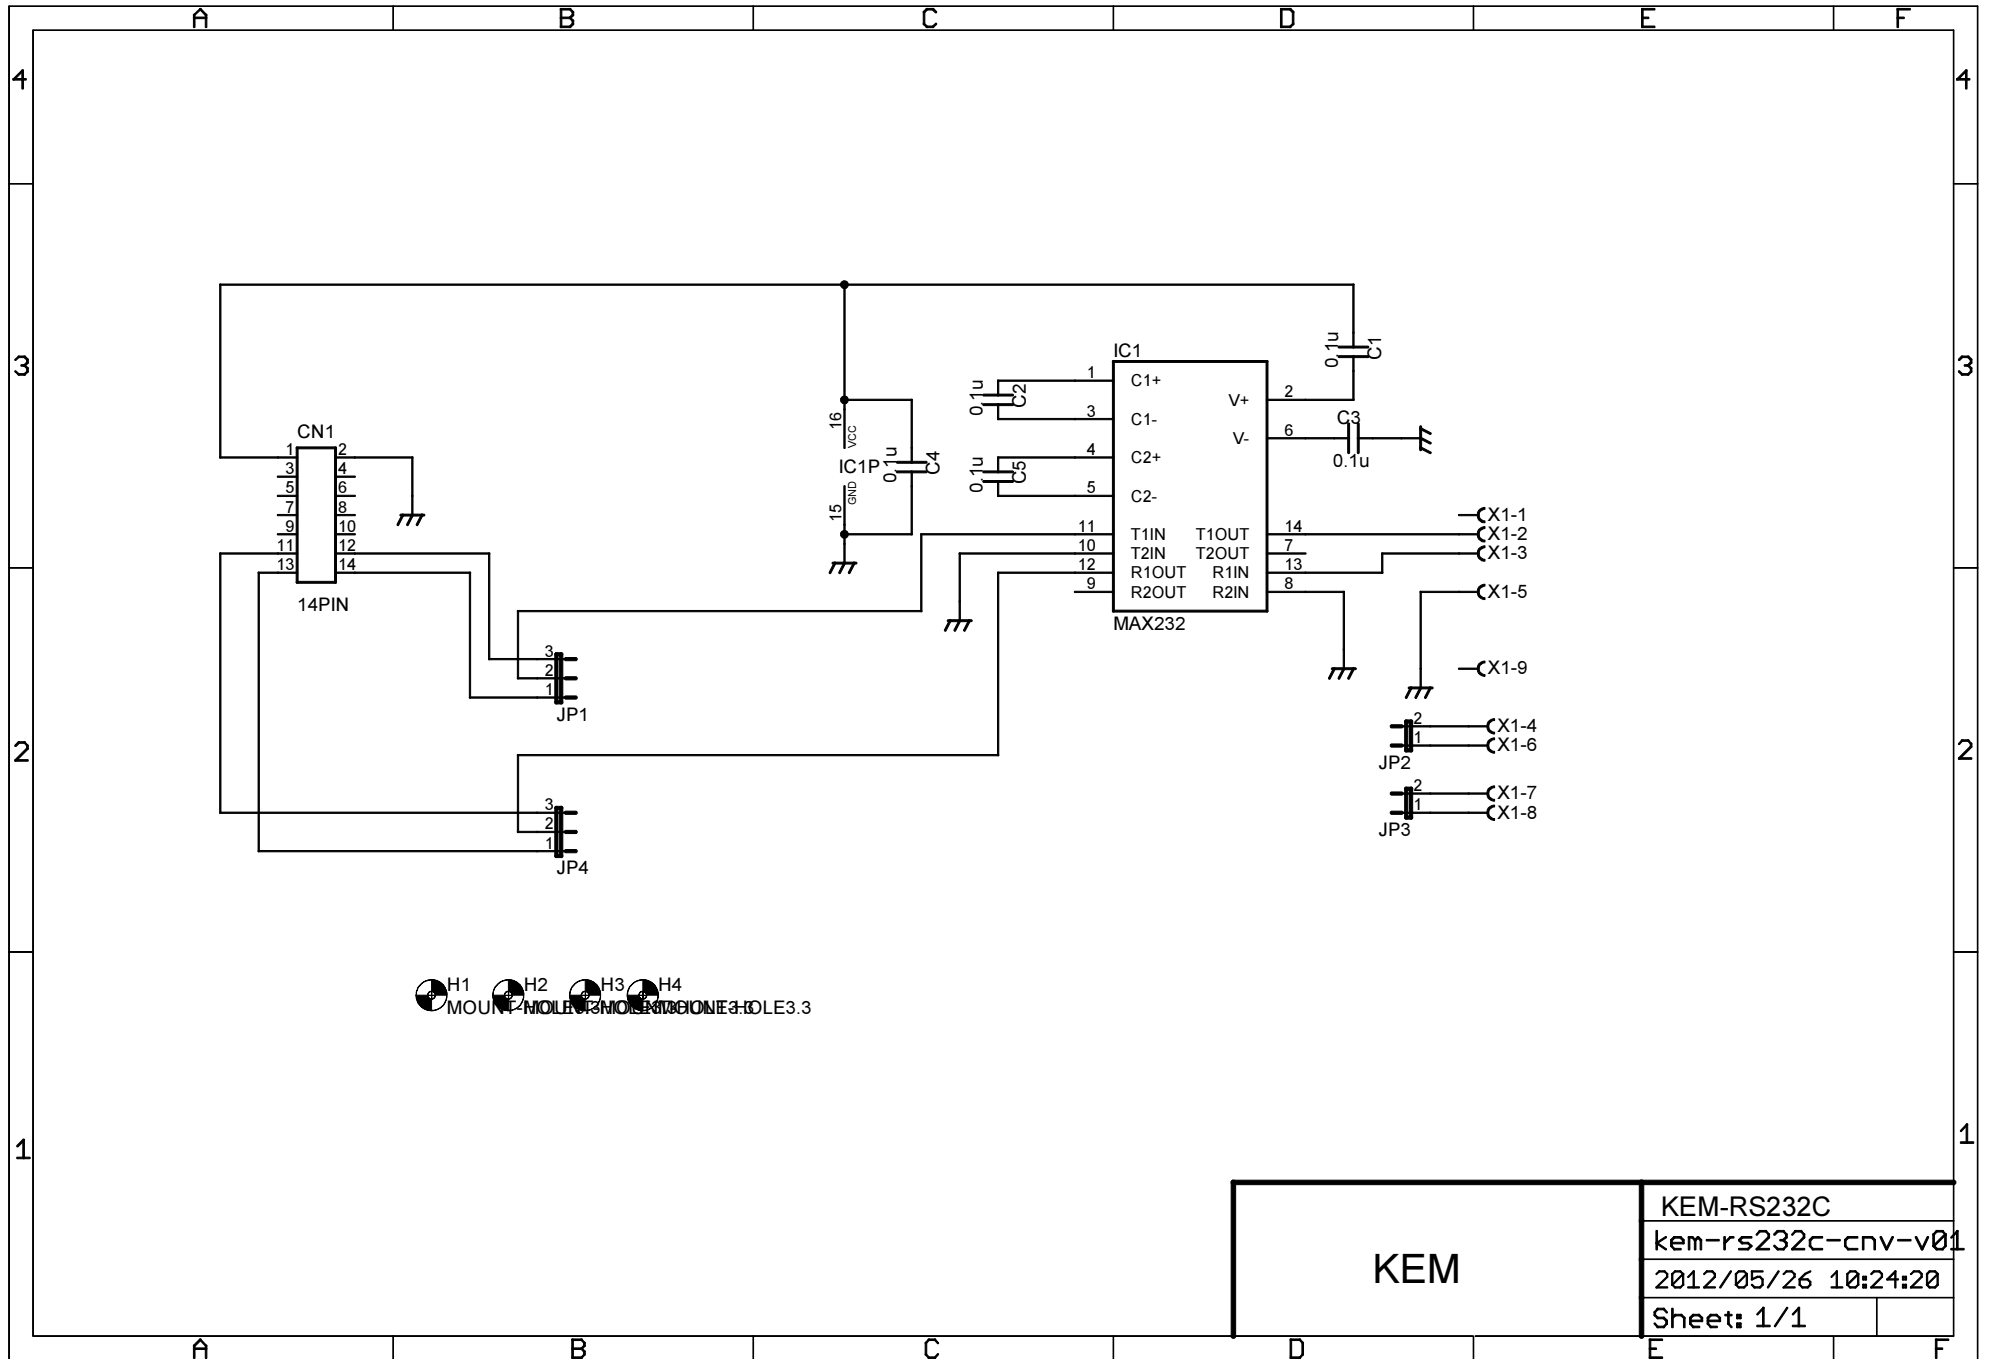 A B C D E F
4 4
3 3
2 2
1 1
CN1
1 2
3 4
5 6
7 8
9 10
11 12
13 14
14PIN
16 VCC
IC1P
15 GND
0.1u C4
0.1u C2
0.1u C5
IC1
1 C1+
3 C1-
4 C2+
5 C2-
11 T1IN T1OUT 14
10 T2IN T2OUT 7
12 R1OUT R1IN 13
9 R2OUT R2IN 8
V+ 2
V- 6
MAX232
0.1u C1
C3
0.1u
X1-1
X1-2
X1-3
X1-5
X1-9
2 X1-4
1 X1-6
JP2
2 X1-7
1 X1-8
JP3
3
2
1
JP1
3
2
1
JP4
H1 H2 H3 H4
MOUNT-HOLE3.3
KEM
KEM-RS232C
kem-rs232c-cnv-v01
2012/05/26 10:24:20
Sheet: 1/1
A B C D E F